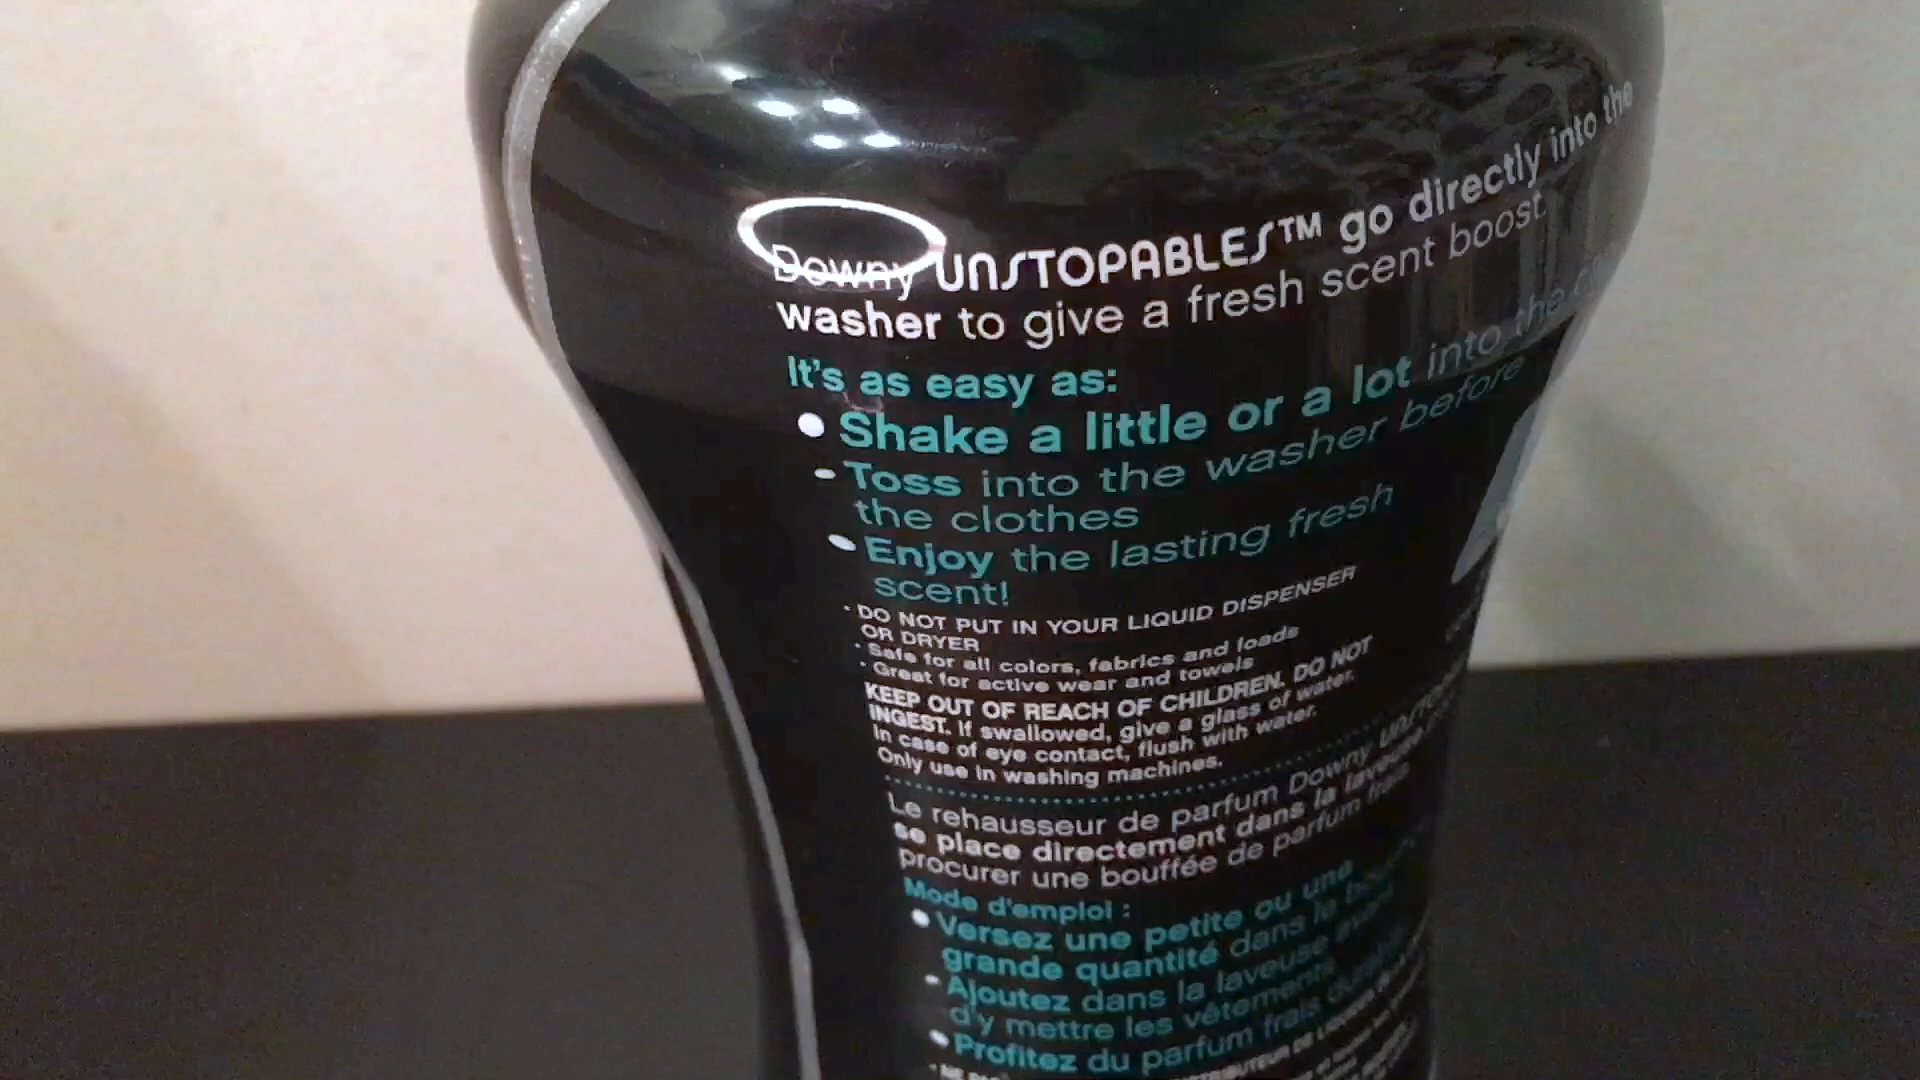 Downy UNSTOPABLES™ go directly into the
washer to give a fresh scent boost.
It's as easy as:
• Shake a little or a lot into the
- Toss into the washer before
the clothes
• Enjoy the lasting fresh
scent!
· DO NOT PUT IN YOUR LIQUID DISPENSER
OR DRYER
· Safe for all colors, fabrics and loads
· Great for active wear and towels
KEEP OUT OF REACH OF CHILDREN. DO NOT
INGEST. If swallowed, give a glass of water.
In case of eye contact, flush with water.
Only use in washing machines.
Le rehausseur de parfum Downy
se place directement dans la laveuse
procurer une bouffée de parfum frais
Mode d'emploi :
• Versez une petite ou une
grande quantité dans le
- Ajoutez dans la laveuse avant
d'y mettre les vêtements
• Profitez du parfum frais